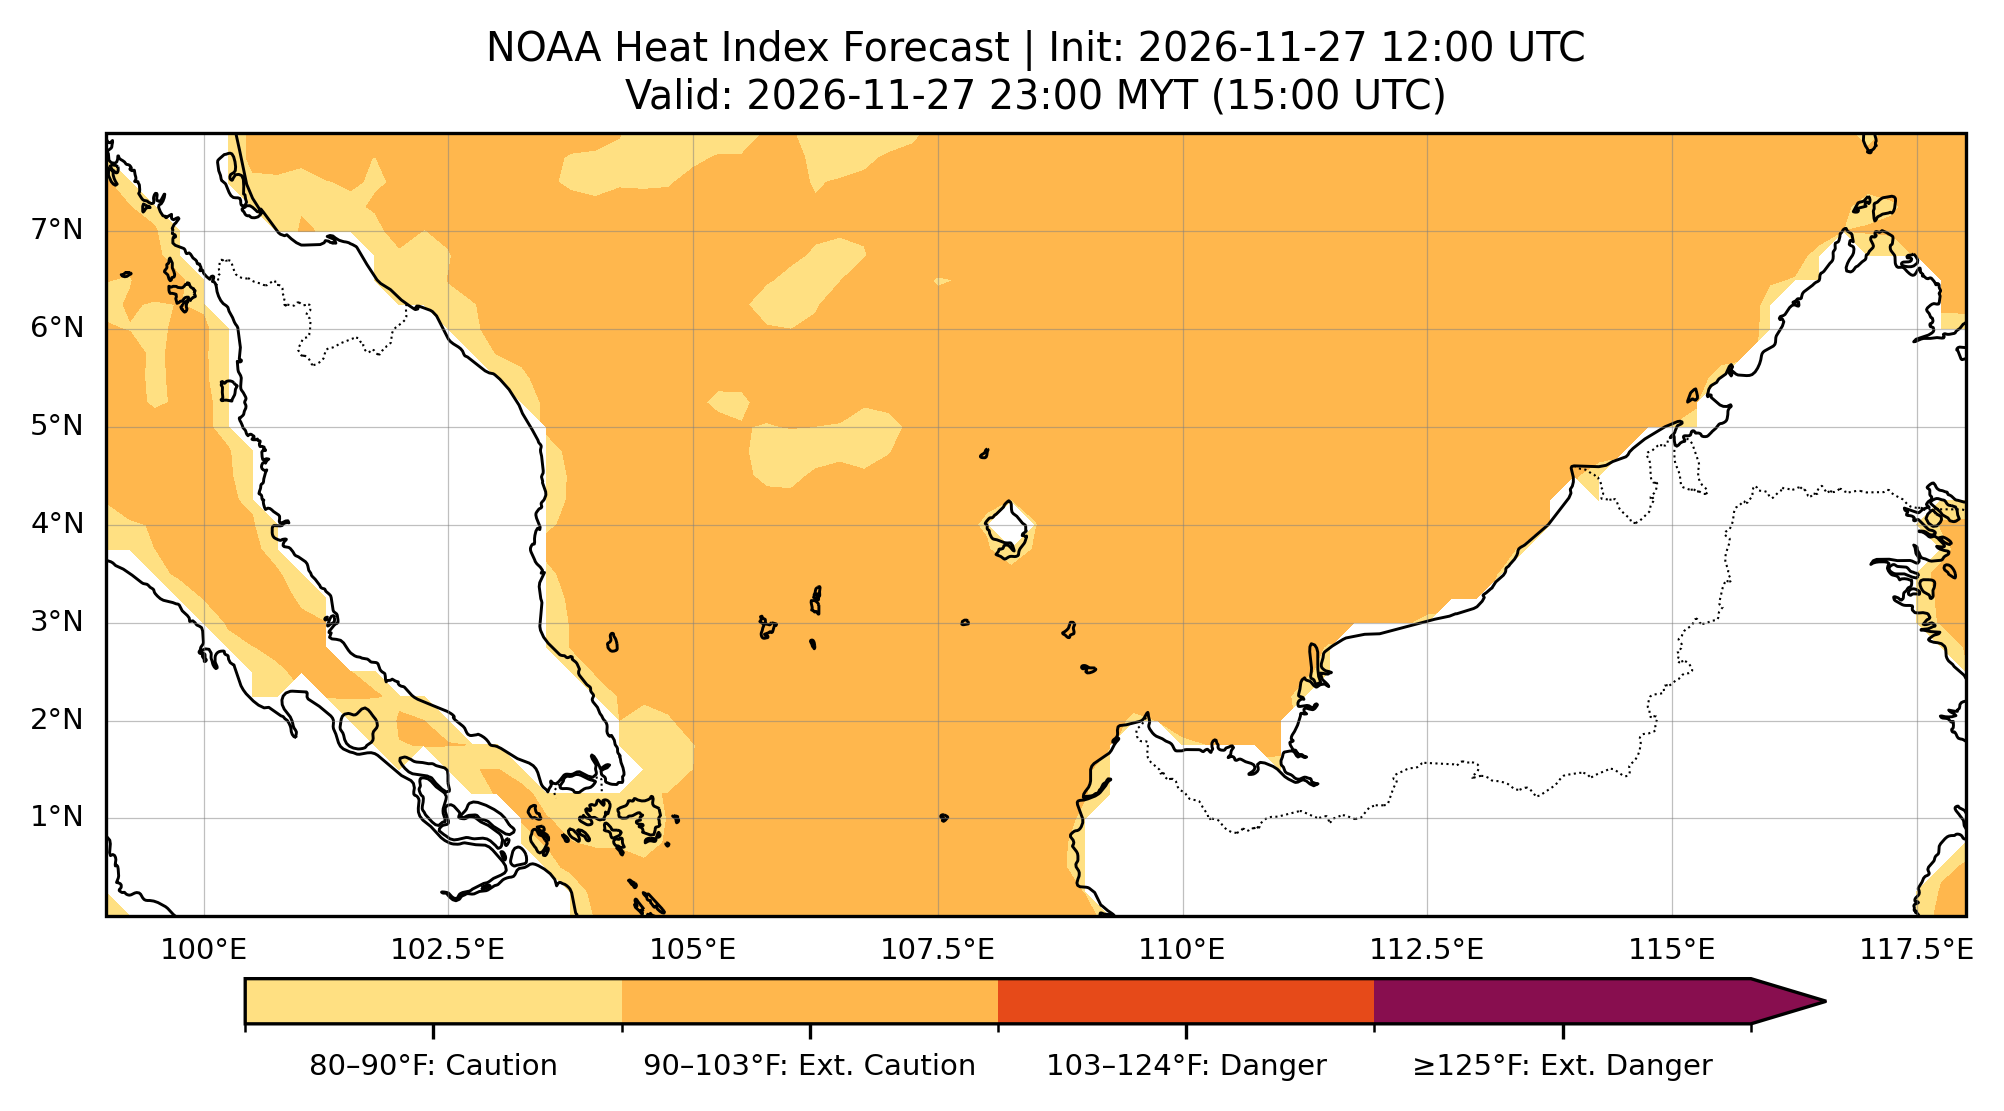 NOAA Heat Index Forecast | Init: 2026-11-27 12:00 UTC
Valid: 2026-11-27 23:00 MYT (15:00 UTC)
7°N
6°N
5°N
4°N
3°N
2°N
1°N
100°E 102.5°E 105°E 107.5°E 110°E 112.5°E 115°E 117.5°E
80–90°F: Caution 90–103°F: Ext. Caution 103–124°F: Danger ≥125°F: Ext. Danger